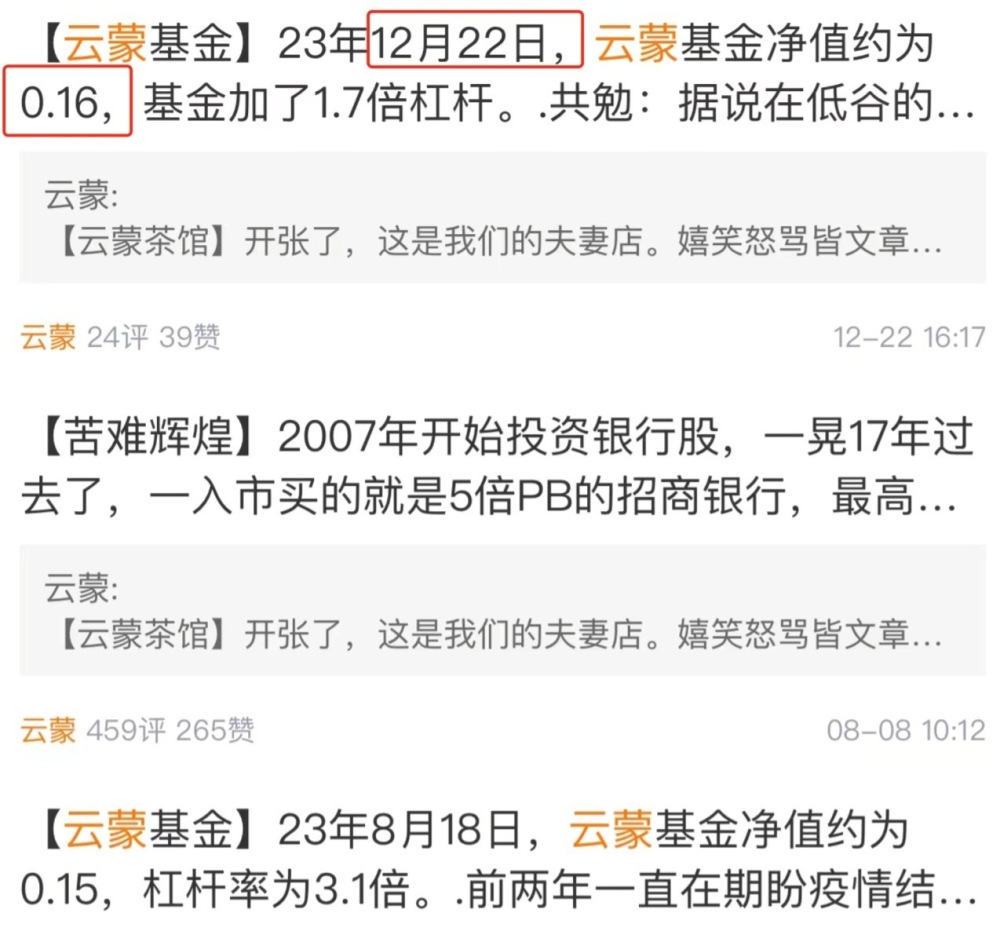 【云蒙基金】23年12月22日，云蒙基金净值约为
0.16，基金加了1.7倍杠杆。.共勉：据说在低谷的...
云蒙:
【云蒙茶馆】开张了，这是我们的夫妻店。嬉笑怒骂皆文章...
云蒙 24评 39赞 12-22 16:17
【苦难辉煌】2007年开始投资银行股，一晃17年过
去了，一入市买的就是5倍PB的招商银行，最高...
云蒙:
【云蒙茶馆】开张了，这是我们的夫妻店。嬉笑怒骂皆文章...
云蒙 459评 265赞 08-08 10:12
【云蒙基金】23年8月18日，云蒙基金净值约为
0.15，杠杆率为3.1倍。.前两年一直在期盼疫情结...